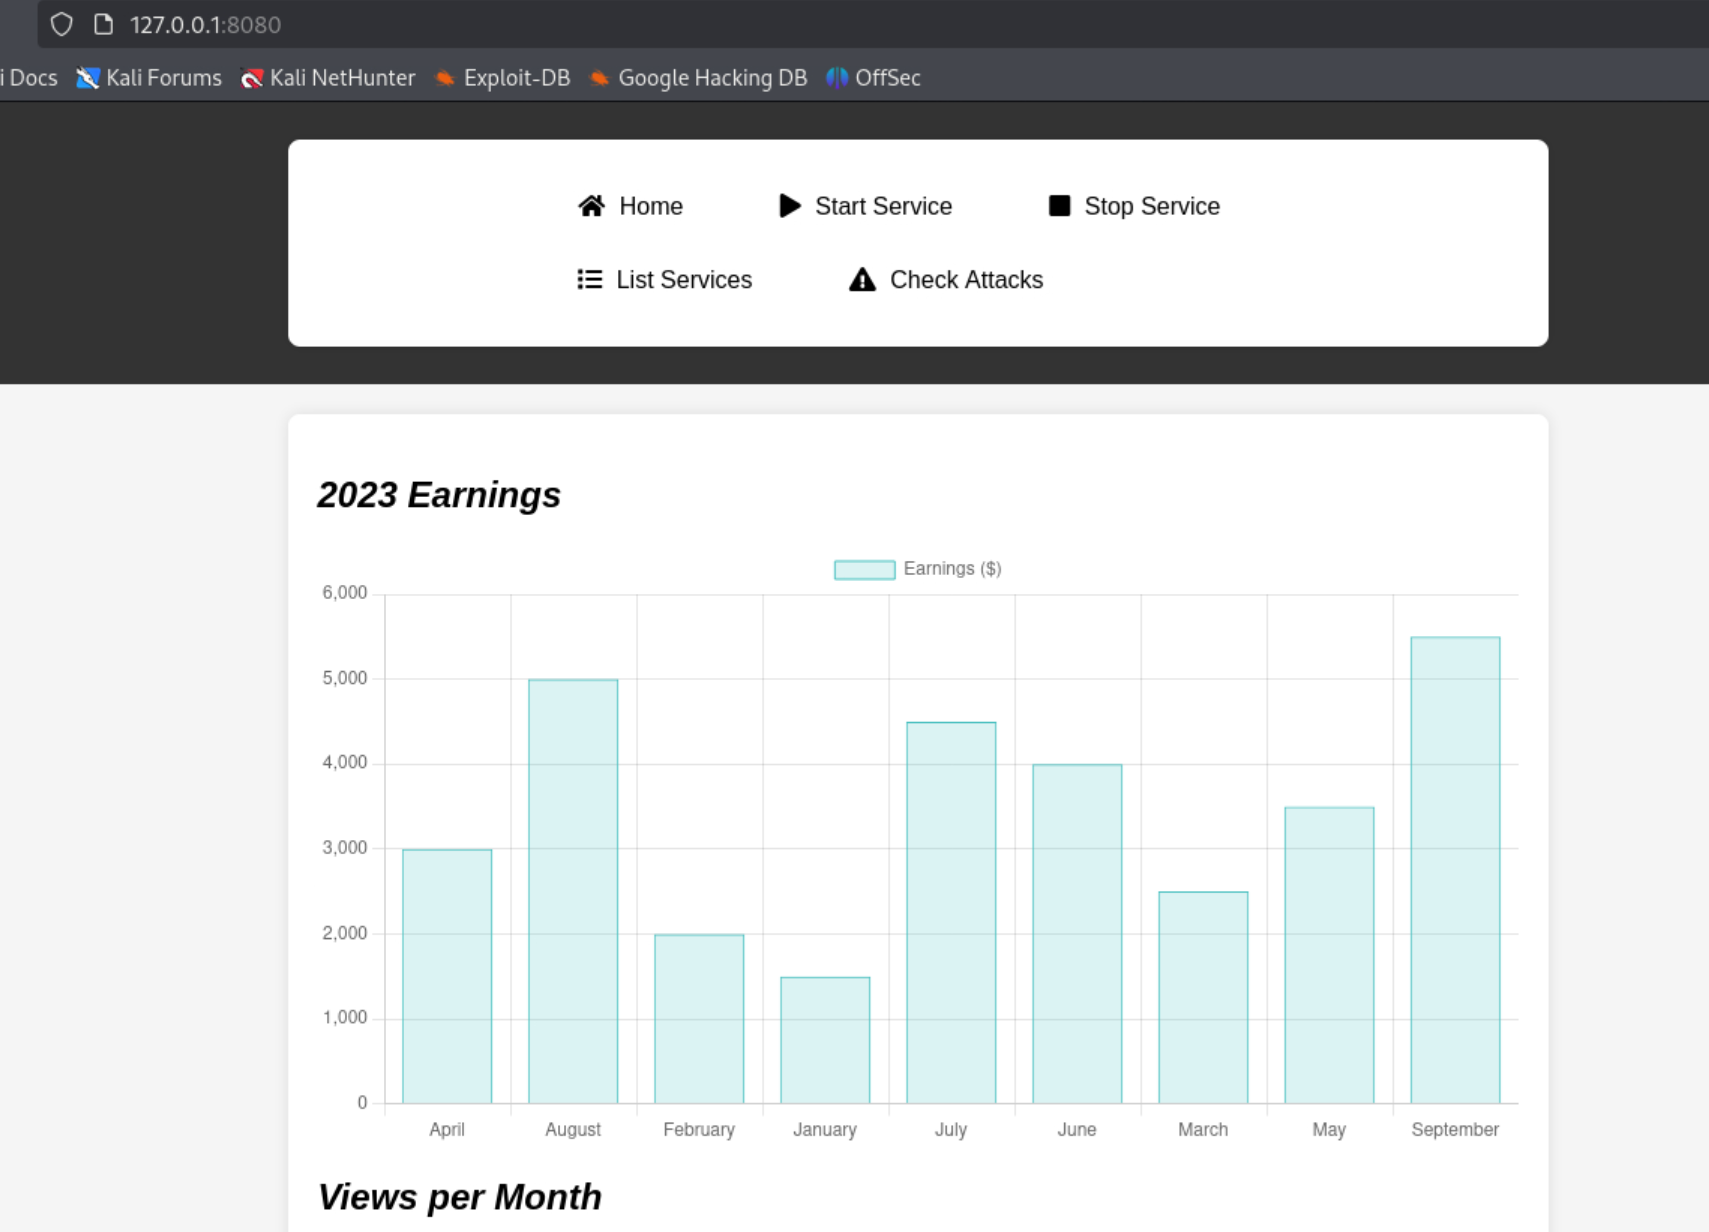 127.0.0.1:8080
i Docs Kali Forums Kali NetHunter Exploit-DB Google Hacking DB OffSec
Home Start Service Stop Service
List Services Check Attacks
2023 Earnings
Earnings ($)
6,000
5,000
4,000
3,000
2,000
1,000
0
April August February January July June March May September
Views per Month